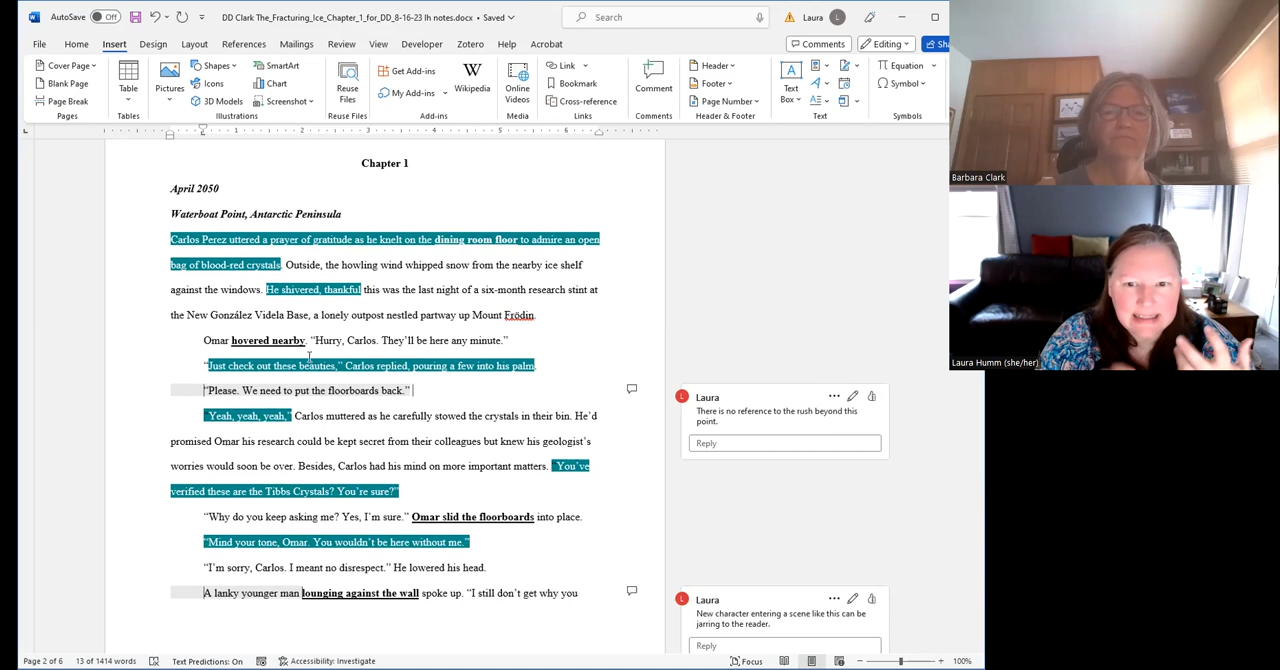 AutoSave Off DD Clark The_Fracturing_Ice_Chapter_1_for_DD_8-16-23 lh notes.docx • Saved Search Laura L
File Home Insert Design Layout References Mailings Review View Developer Zotero Help Acrobat Comments Editing Sha
Cover Page Blank Page Page Break Pages
Table Tables
Pictures Shapes Icons 3D Models SmartArt Chart Screenshot Illustrations
Reuse Files Reuse Files
Get Add-ins My Add-ins Wikipedia Add-ins
Online Videos Media
Link Bookmark Cross-reference Links
Comment Comments
Header Footer Page Number Header & Footer
Text Box Text
Equation Symbol Symbols
1 2 3 4 5 6
Chapter 1
April 2050
Waterboat Point, Antarctic Peninsula
Carlos Perez uttered a prayer of gratitude as he knelt on the dining room floor to admire an open
bag of blood-red crystals. Outside, the howling wind whipped snow from the nearby ice shelf
against the windows. He shivered, thankful this was the last night of a six-month research stint at
the New González Videla Base, a lonely outpost nestled partway up Mount Frödin.
Omar hovered nearby. “Hurry, Carlos. They’ll be here any minute.”
“Just check out these beauties,” Carlos replied, pouring a few into his palm.
“Please. We need to put the floorboards back.”
“Yeah, yeah, yeah,” Carlos muttered as he carefully stowed the crystals in their bin. He’d
promised Omar his research could be kept secret from their colleagues but knew his geologist’s
worries would soon be over. Besides, Carlos had his mind on more important matters. “You’ve
verified these are the Tibbs Crystals? You’re sure?”
“Why do you keep asking me? Yes, I’m sure.” Omar slid the floorboards into place.
“Mind your tone, Omar. You wouldn’t be here without me.”
“I’m sorry, Carlos. I meant no disrespect.” He lowered his head.
A lanky younger man lounging against the wall spoke up. “I still don’t get why you
L Laura
There is no reference to the rush beyond this
point.
Reply
L Laura
New character entering a scene like this can be
jarring to the reader.
Reply
Barbara Clark
Laura Humm (she/her)
Page 2 of 6 13 of 1414 words Text Predictions: On Accessibility: Investigate Focus 100%